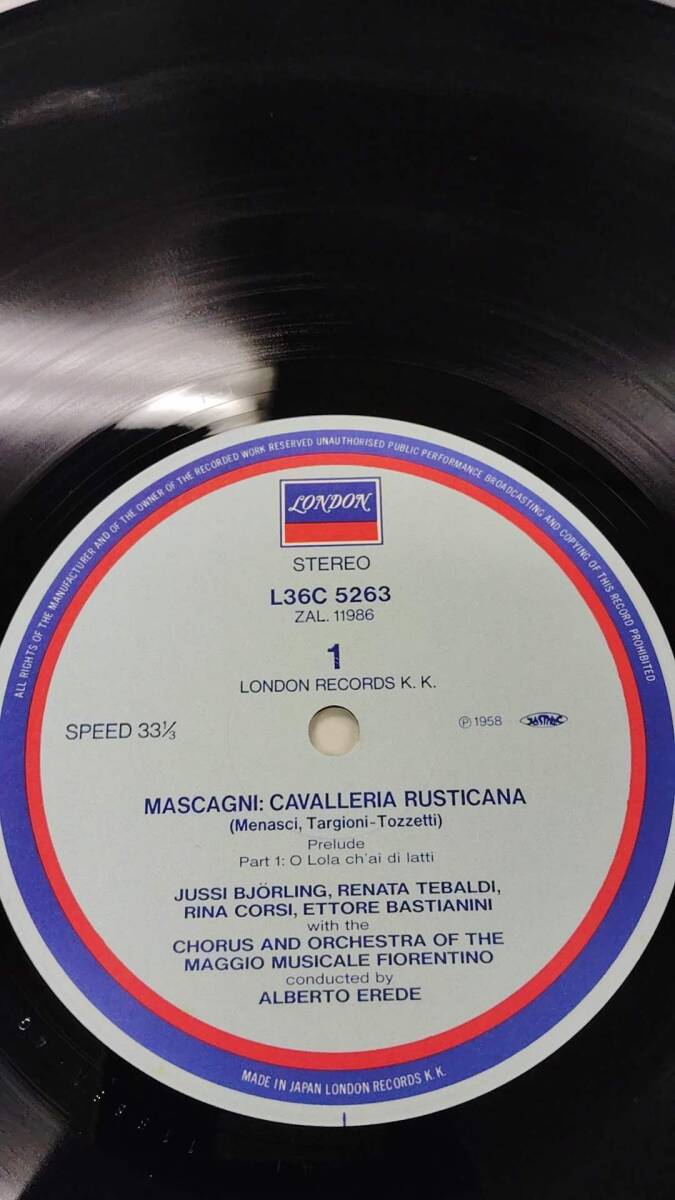 ALL RIGHTS OF THE MANUFACTURER AND OF THE OWNER OF THE RECORDED WORK RESERVED UNAUTHORISED PUBLIC PERFORMANCE BROADCASTING AND COPYING OF THIS RECORD PROHIBITED
LONDON
STEREO
L36C 5263
ZAL. 11986
1
LONDON RECORDS K. K.
SPEED 33⅓
℗ 1958
MASCAGNI: CAVALLERIA RUSTICANA
(Menasci, Targioni-Tozzetti)
Prelude
Part 1: O Lola ch'ai di latti
JUSSI BJÖRLING, RENATA TEBALDI,
RINA CORSI, ETTORE BASTIANINI
with the
CHORUS AND ORCHESTRA OF THE
MAGGIO MUSICALE FIORENTINO
conducted by
ALBERTO EREDE
MADE IN JAPAN LONDON RECORDS K.K.